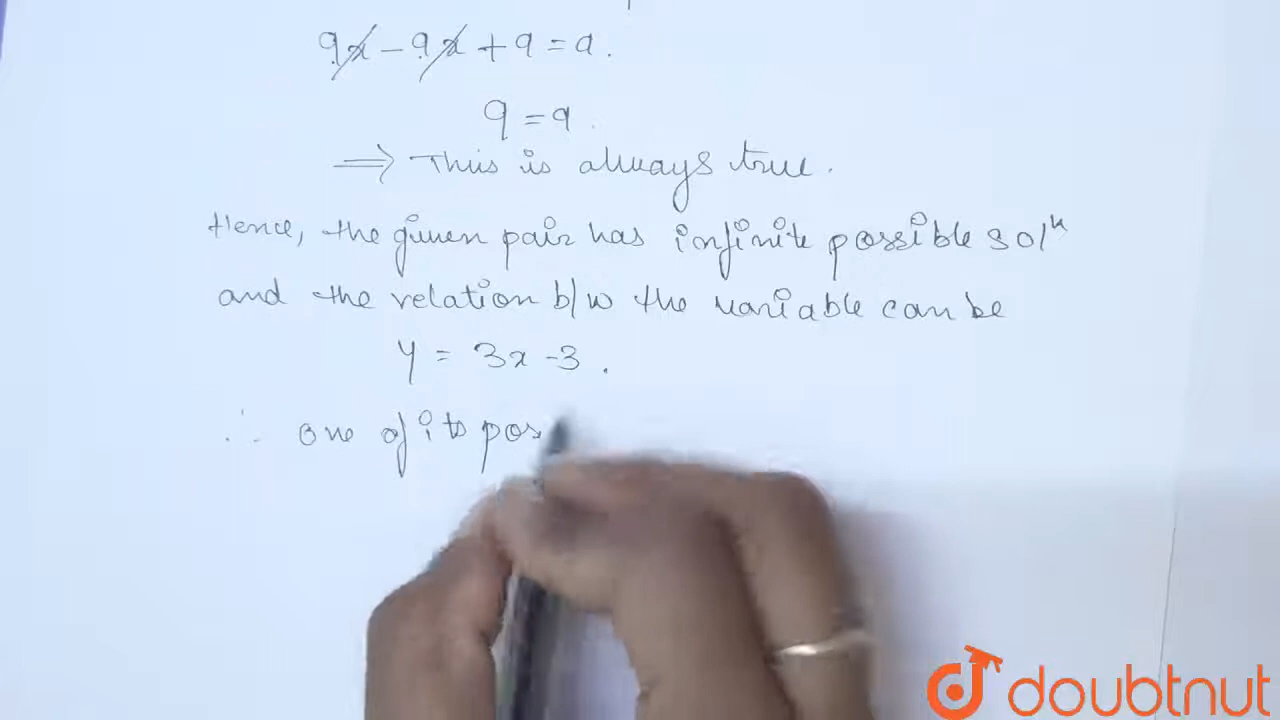 9x - 9x + 9 = 9.
9 = 9.
⇒ This is always true.
Hence, the given pair has infinite possible solⁿ
and the relation b/w the variable can be
y = 3x - 3.
∴ one of its pos
doubtnut